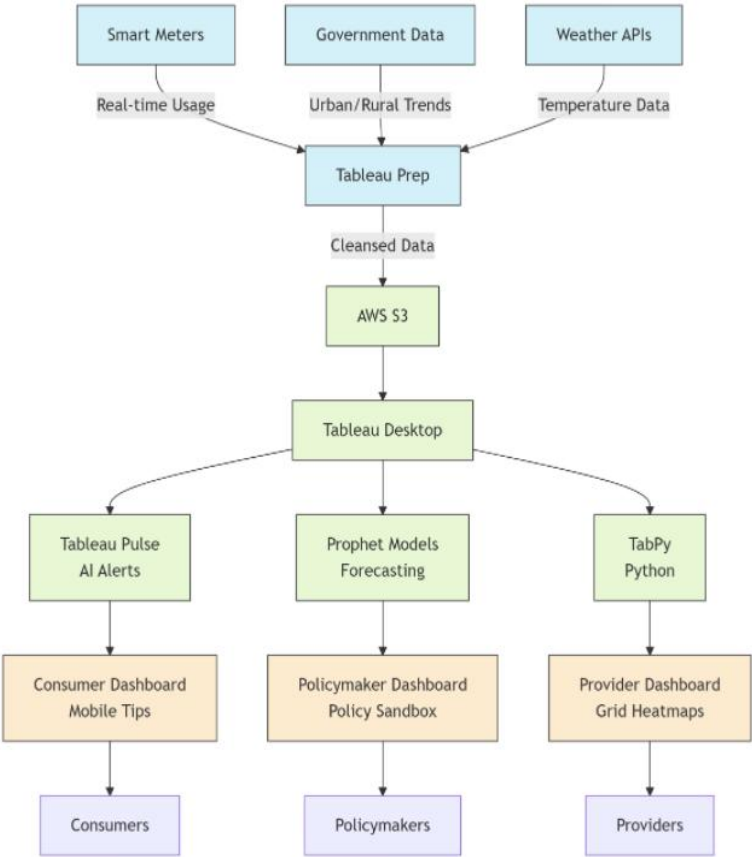 Smart Meters
Government Data
Weather APIs
Real-time Usage
Urban/Rural Trends
Temperature Data
Tableau Prep
Cleansed Data
AWS S3
Tableau Desktop
Tableau Pulse
AI Alerts
Prophet Models
Forecasting
TabPy
Python
Consumer Dashboard
Mobile Tips
Policymaker Dashboard
Policy Sandbox
Provider Dashboard
Grid Heatmaps
Consumers
Policymakers
Providers